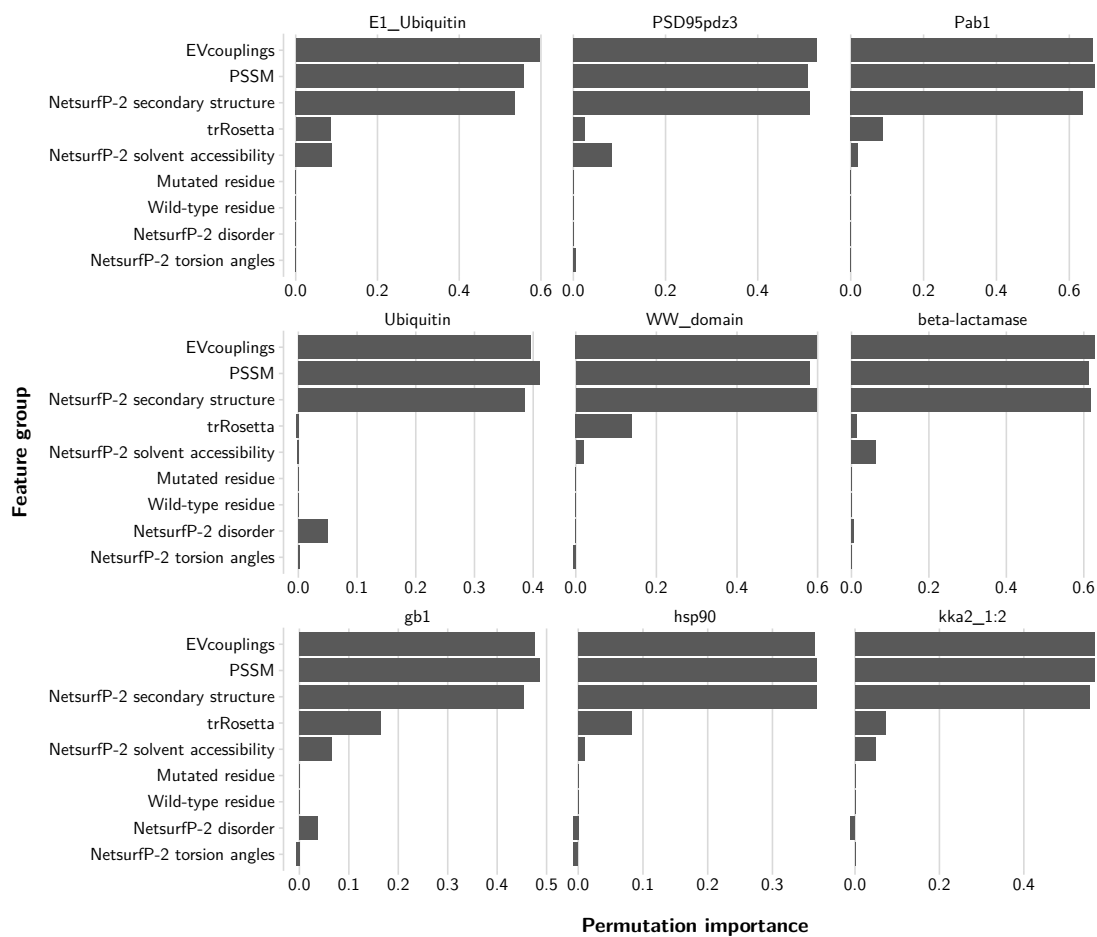 E1_Ubiquitin PSD95pdz3 Pab1
EVcouplings
PSSM
NetsurfP-2 secondary structure
trRosetta
NetsurfP-2 solvent accessibility
Mutated residue
Wild-type residue
NetsurfP-2 disorder
NetsurfP-2 torsion angles
0.0 0.2 0.4 0.6 0.0 0.2 0.4 0.0 0.2 0.4 0.6
Ubiquitin WW_domain beta-lactamase
EVcouplings
PSSM
NetsurfP-2 secondary structure
trRosetta
NetsurfP-2 solvent accessibility
Mutated residue
Wild-type residue
NetsurfP-2 disorder
NetsurfP-2 torsion angles
0.0 0.1 0.2 0.3 0.4 0.0 0.2 0.4 0.6 0.0 0.2 0.4 0.6
Feature group
gb1 hsp90 kka2_1:2
EVcouplings
PSSM
NetsurfP-2 secondary structure
trRosetta
NetsurfP-2 solvent accessibility
Mutated residue
Wild-type residue
NetsurfP-2 disorder
NetsurfP-2 torsion angles
0.0 0.1 0.2 0.3 0.4 0.5 0.0 0.1 0.2 0.3 0.0 0.2 0.4
Permutation importance